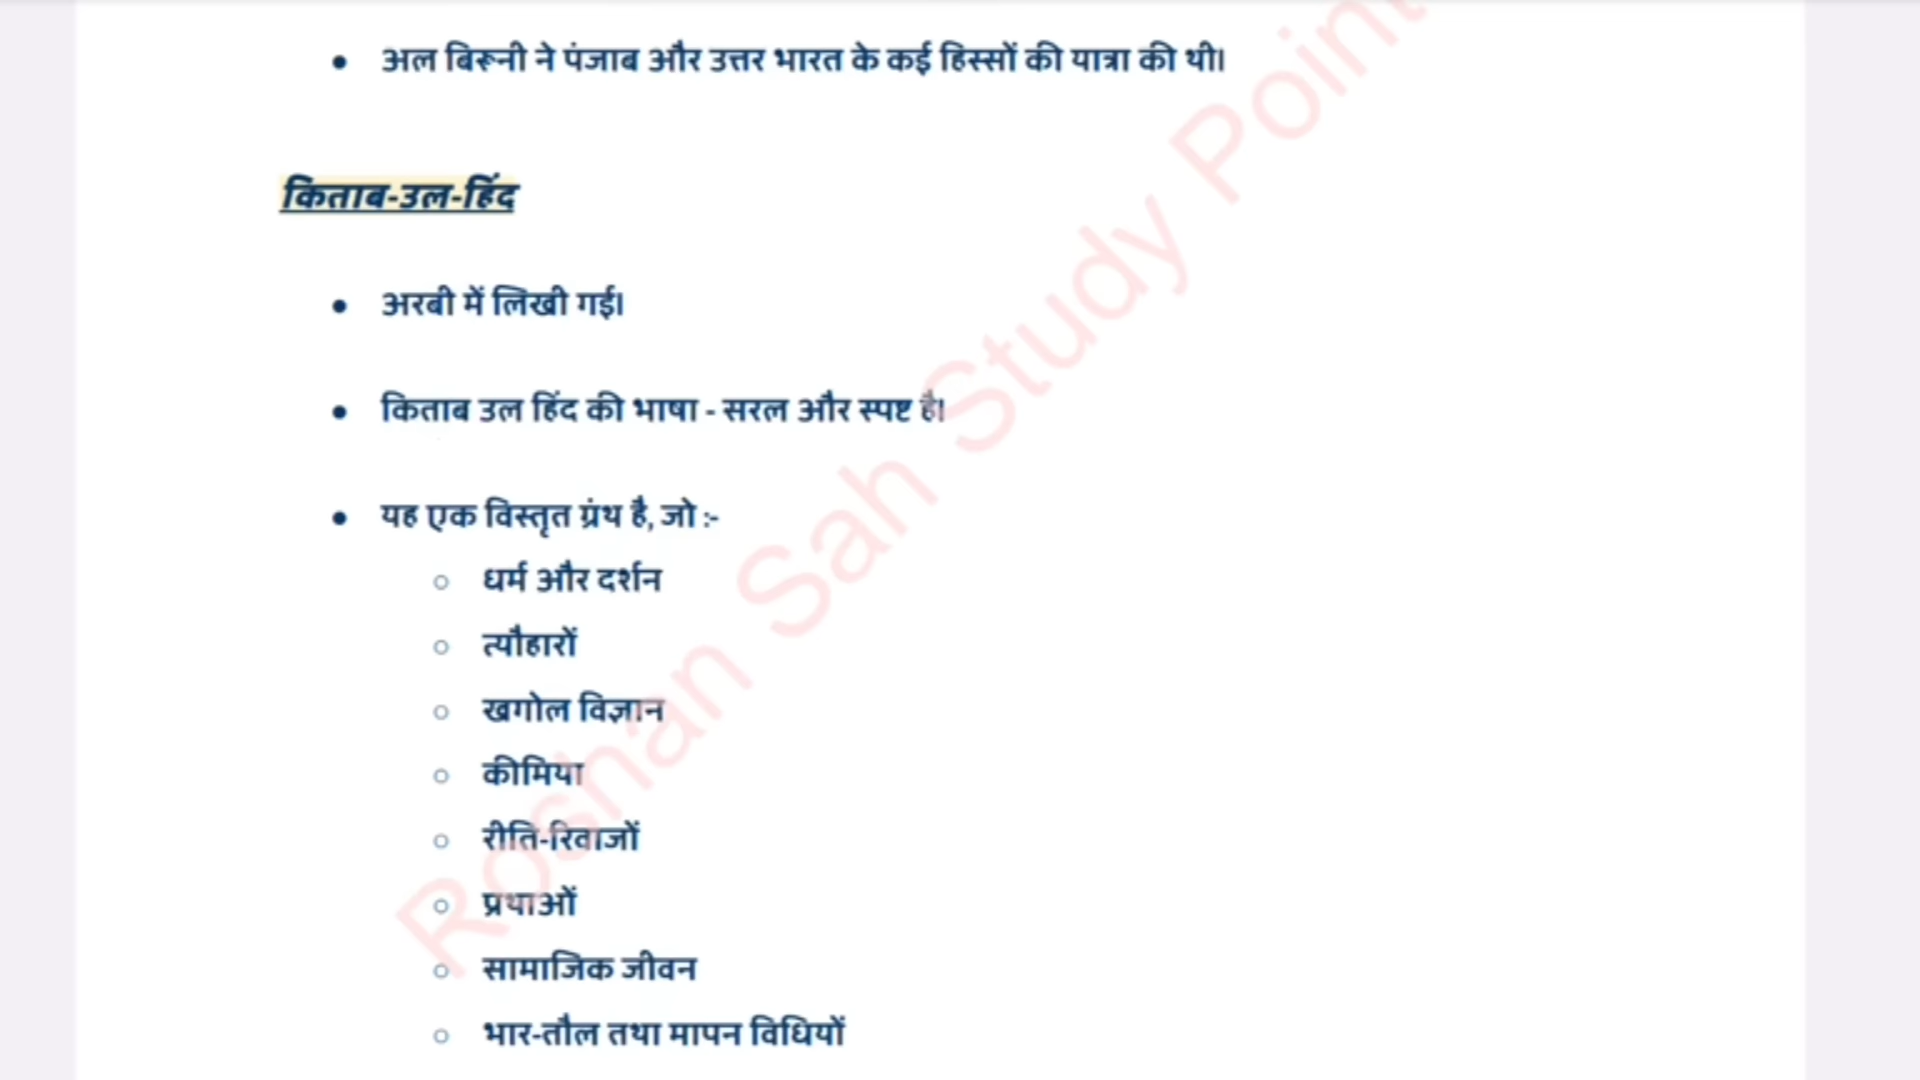 • अल बिरूनी ने पंजाब और उत्तर भारत के कई हिस्सों की यात्रा की थी।
किताब-उल-हिंद
• अरबी में लिखी गई।
• किताब उल हिंद की भाषा - सरल और स्पष्ट है।
• यह एक विस्तृत ग्रंथ है, जो :-
○ धर्म और दर्शन
○ त्यौहारों
○ खगोल विज्ञान
○ कीमिया
○ रीति-रिवाजों
○ प्रथाओं
○ सामाजिक जीवन
○ भार-तौल तथा मापन विधियों
Roshan Sah Study Point